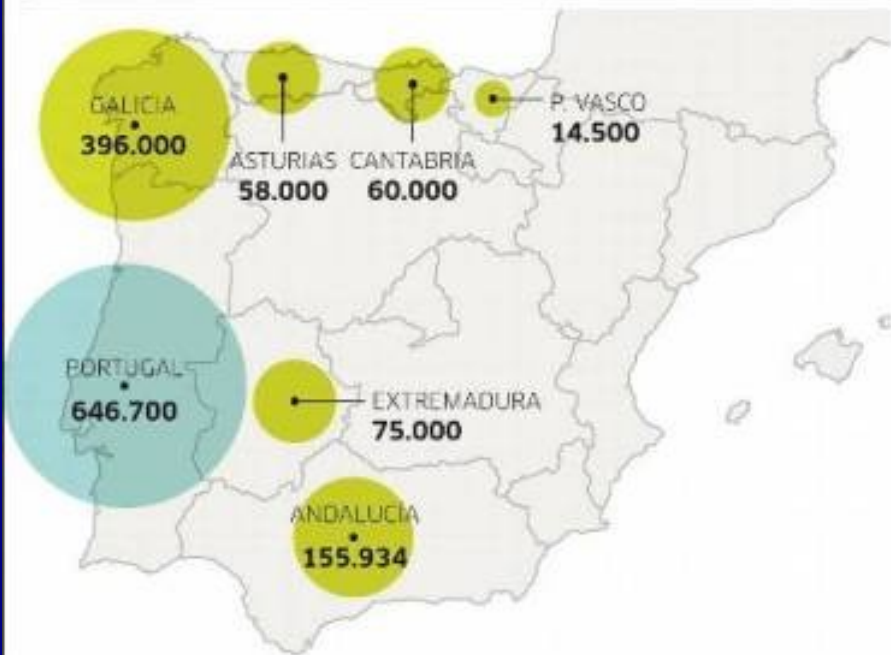 GALICIA
396.000
ASTURIAS
58.000
CANTABRIA
60.000
P. VASCO
14.500
PORTUGAL
646.700
EXTREMADURA
75.000
ANDALUCÍA
155.934